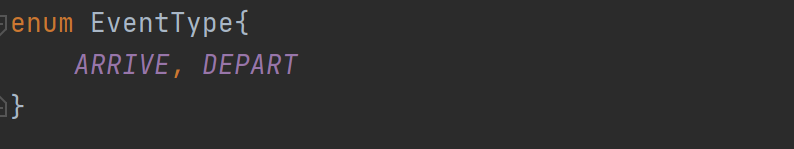 enum EventType{
    ARRIVE, DEPART
}